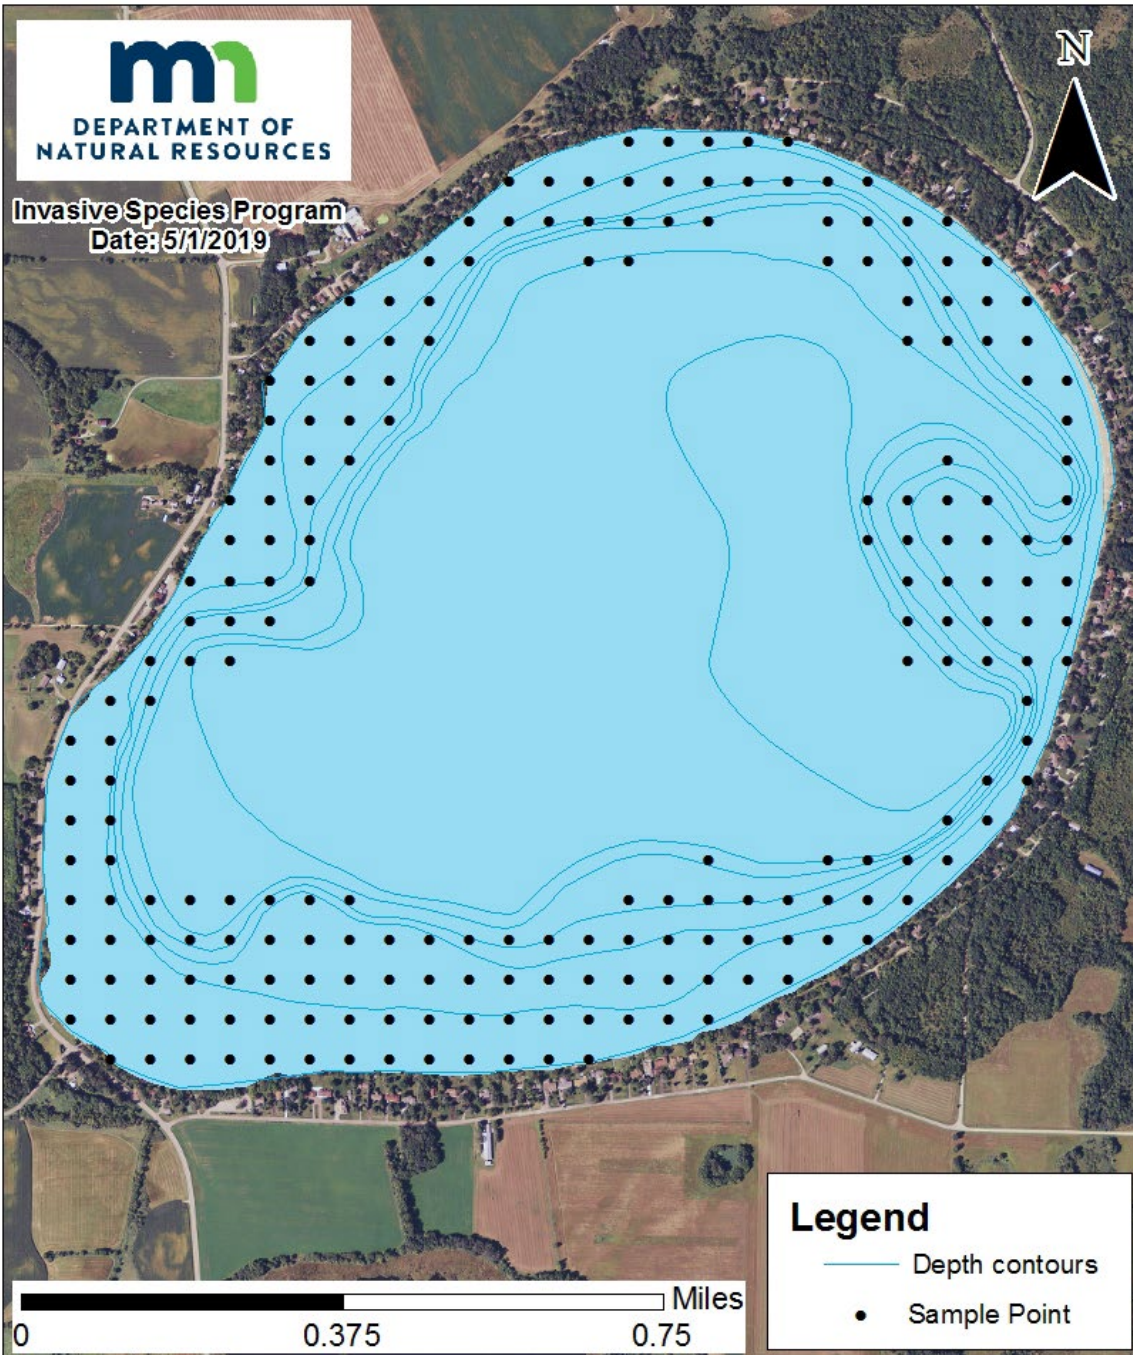 mn
DEPARTMENT OF
NATURAL RESOURCES
Invasive Species Program
Date: 5/1/2019
N
Legend
Depth contours
Sample Point
Miles
0 0.375 0.75